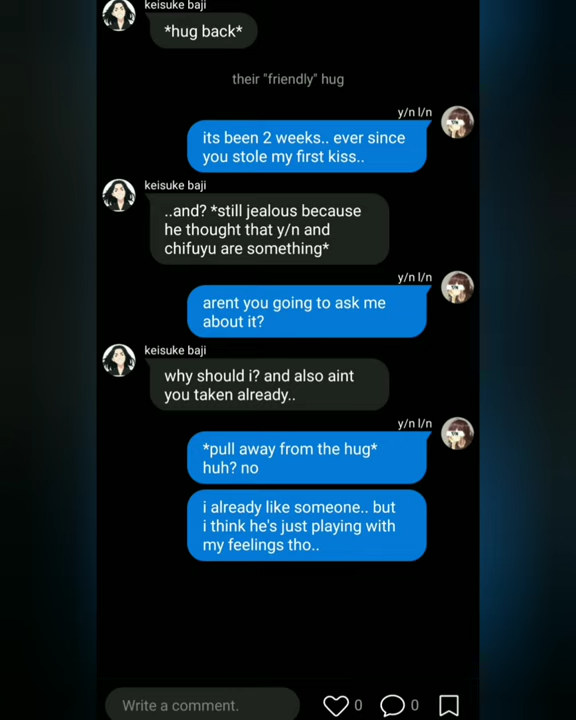 keisuke baji
*hug back*
their "friendly" hug
y/n l/n
its been 2 weeks.. ever since
you stole my first kiss..
keisuke baji
..and? *still jealous because
he thought that y/n and
chifuyu are something*
y/n l/n
arent you going to ask me
about it?
keisuke baji
why should i? and also aint
you taken already..
y/n l/n
*pull away from the hug*
huh? no
i already like someone.. but
i think he's just playing with
my feelings tho..
Write a comment.
0
0